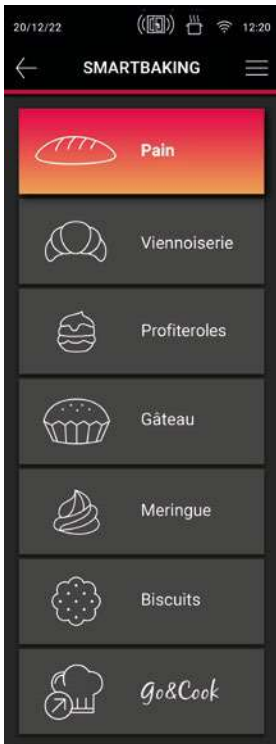 20/12/22 12:20
SMARTBAKING
Pain
Viennoiserie
Profiteroles
Gâteau
Meringue
Biscuits
Go&Cook